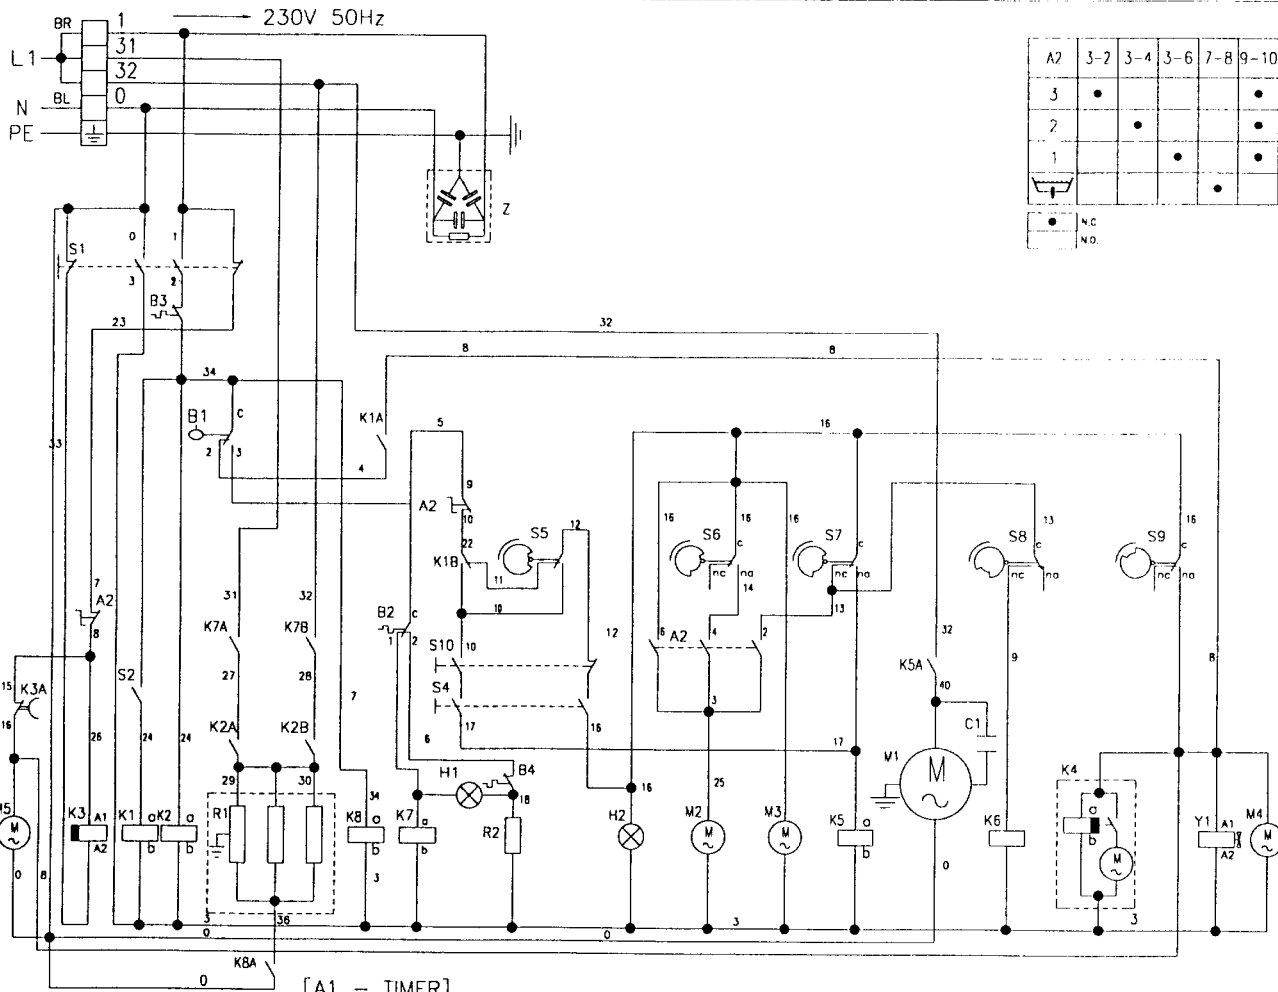 1 230V 50Hz
BR
31
L1
32
N BL 0
PE
Z
A2 3-2 3-4 3-6 7-8 9-10
3
2
1
N.C
N.O.
S1
0 1
3 2
B3
23
32
8 8
34
B1 C K1A
2 3
4
5
16
33
9
A2
10
12
S5
22
K1B
11
10
16 S6 16 16 S7
c c
nc na
14
nc na
13
13
S8 c
nc na
16
S9 c
nc na
7
A2
8
31 32
B2 C
1 2
12
K7A K7B
S10 10
6 A2 4 2
32
K5A
40
9
8
15 K3A
16
S2
27 28
7
S4
17
16
3
17
C1
26
24 24
K2A K2B
29 30
6
H1 B4
18
16
25
M1
M
~
K4
M5
M
~
K3 A1
A2
K1 a
b
K2 a
b
R1
34
K8 a
b
K7 a
b
R2
H2
M2
M
~
M3
M
~
K5 a
b
K6
a
b
M
~
Y1 A1
A2
M4
M
~
0 8
3
0
3 36
0
0
3
3
K8A
0
[A1 - TIMER]